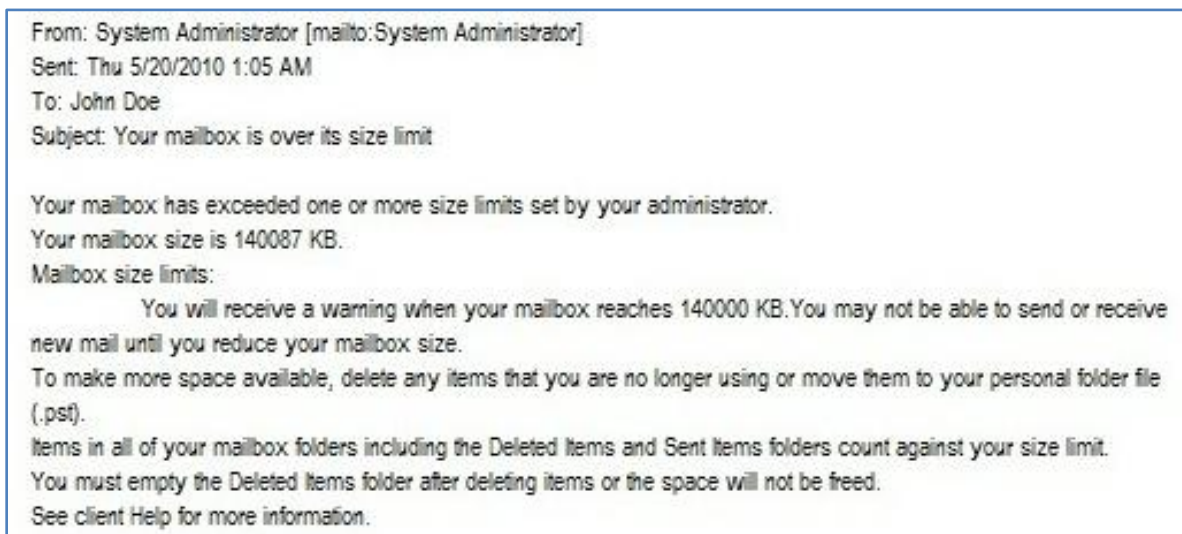 From: System Administrator [mailto:System Administrator]
Sent: Thu 5/20/2010 1:05 AM
To: John Doe
Subject: Your mailbox is over its size limit
Your mailbox has exceeded one or more size limits set by your administrator.
Your mailbox size is 140087 KB.
Mailbox size limits:
You will receive a warning when your mailbox reaches 140000 KB.You may not be able to send or receive
new mail until you reduce your mailbox size.
To make more space available, delete any items that you are no longer using or move them to your personal folder file
(.pst).
Items in all of your mailbox folders including the Deleted Items and Sent Items folders count against your size limit.
You must empty the Deleted Items folder after deleting items or the space will not be freed.
See client Help for more information.